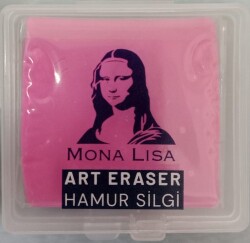 MONA LISA
ART ERASER
HAMUR SİLGİ